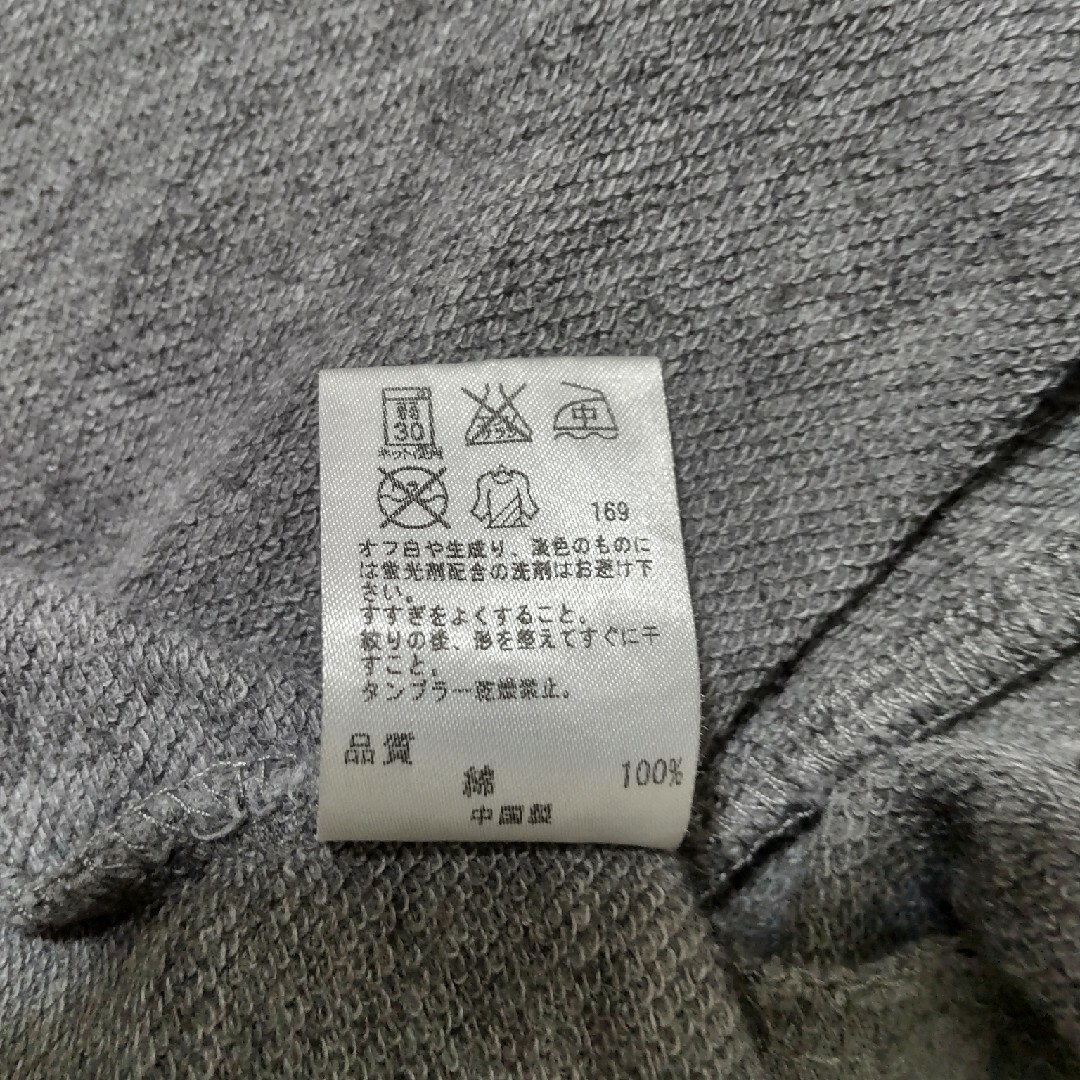 弱
30
ネット使用
中
169
オフ白や生成り、淡色のものに
は蛍光剤配合の洗剤はお避け下
さい。
すすぎをよくすること。
絞りの後、形を整えてすぐに干
すこと。
タンブラー乾燥禁止。
品質
綿 100%
中国製